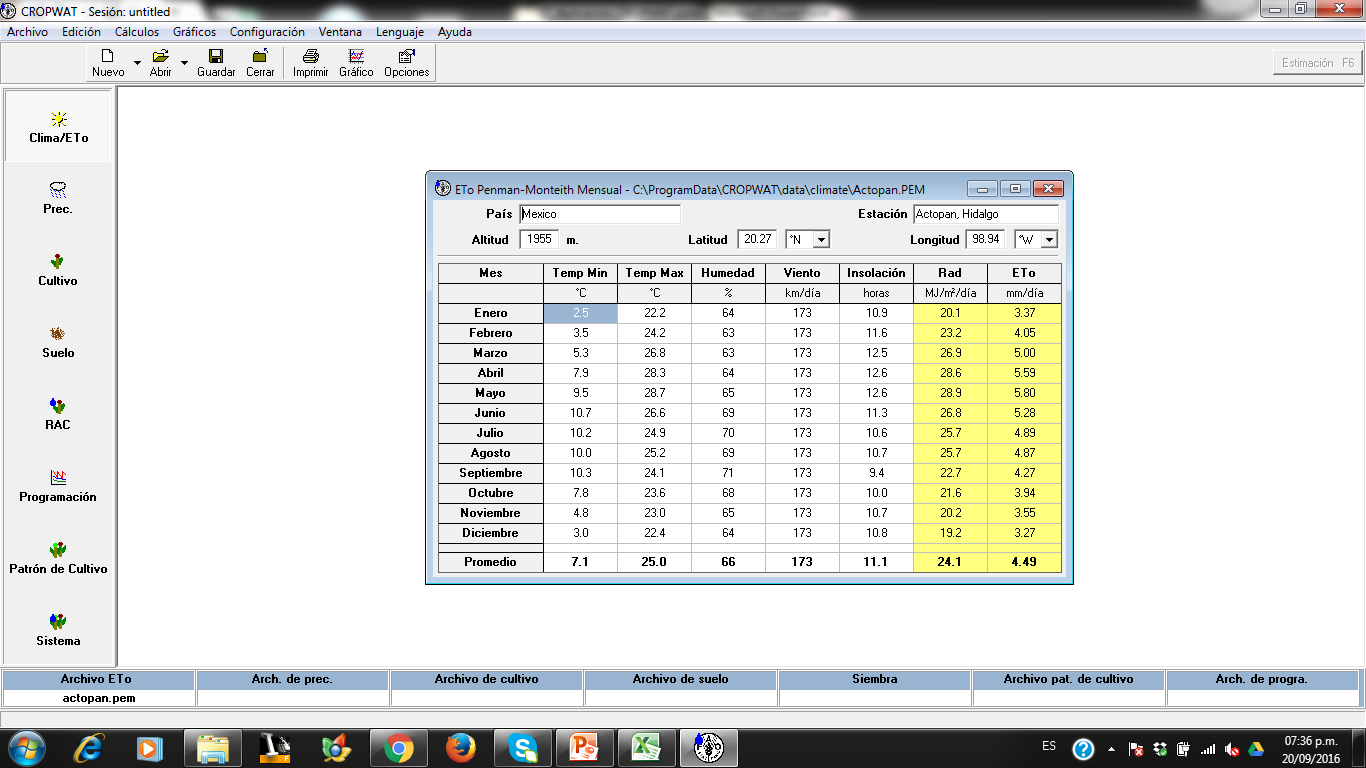 CROPWAT - Sesión: untitled
Archivo Edición Cálculos Gráficos Configuración Ventana Lenguaje Ayuda
Nuevo Abrir Guardar Cerrar Imprimir Gráfico Opciones Estimación F6
Clima/ETo
Prec.
Cultivo
Suelo
RAC
Programación
Patrón de Cultivo
Sistema
ETo Penman-Monteith Mensual - C:\ProgramData\CROPWAT\data\climate\Actopan.PEM
País Mexico Estación Actopan, Hidalgo
Altitud 1955 m. Latitud 20.27 °N Longitud 98.94 °W
Mes Temp Min Temp Max Humedad Viento Insolación Rad ETo
°C °C % km/día horas MJ/m²/día mm/día
Enero 2.5 22.2 64 173 10.9 20.1 3.37
Febrero 3.5 24.2 63 173 11.6 23.2 4.05
Marzo 5.3 26.8 63 173 12.5 26.9 5.00
Abril 7.9 28.3 64 173 12.6 28.6 5.59
Mayo 9.5 28.7 65 173 12.6 28.9 5.80
Junio 10.7 26.6 69 173 11.3 26.8 5.28
Julio 10.2 24.9 70 173 10.6 25.7 4.89
Agosto 10.0 25.2 69 173 10.7 25.7 4.87
Septiembre 10.3 24.1 71 173 9.4 22.7 4.27
Octubre 7.8 23.6 68 173 10.0 21.6 3.94
Noviembre 4.8 23.0 65 173 10.7 20.2 3.55
Diciembre 3.0 22.4 64 173 10.8 19.2 3.27
Promedio 7.1 25.0 66 173 11.1 24.1 4.49
Archivo ETo Arch. de prec. Archivo de cultivo Archivo de suelo Siembra Archivo pat. de cultivo Arch. de progra.
actopan.pem
ES 07:36 p.m.
20/09/2016